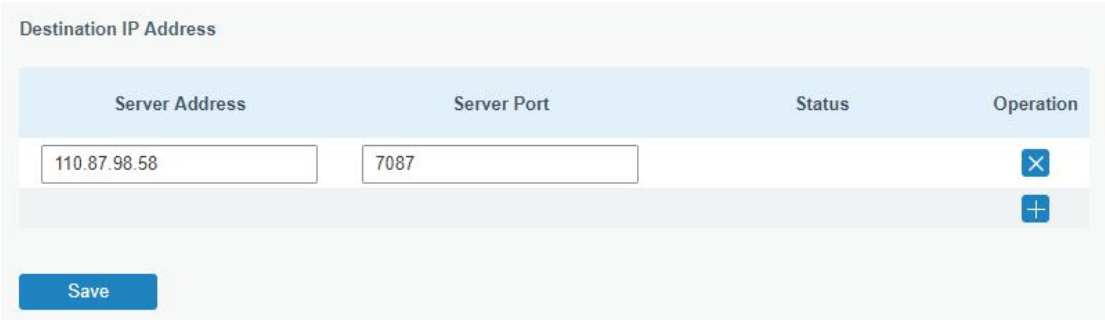 Destination IP Address
Server Address Server Port Status Operation
110.87.98.58 7087
Save